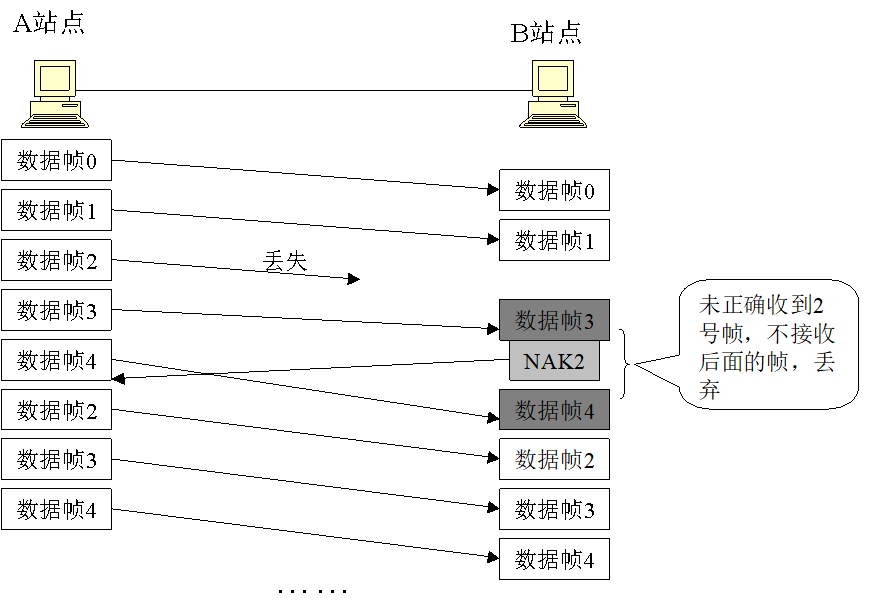 A站点
B站点
数据帧0
数据帧0
数据帧1
数据帧1
数据帧2
丢失
数据帧3
数据帧3
未正确收到2
号帧，不接收
后面的帧，丢
弃
数据帧4
NAK2
数据帧2
数据帧4
数据帧3
数据帧2
数据帧4
数据帧3
数据帧4
……